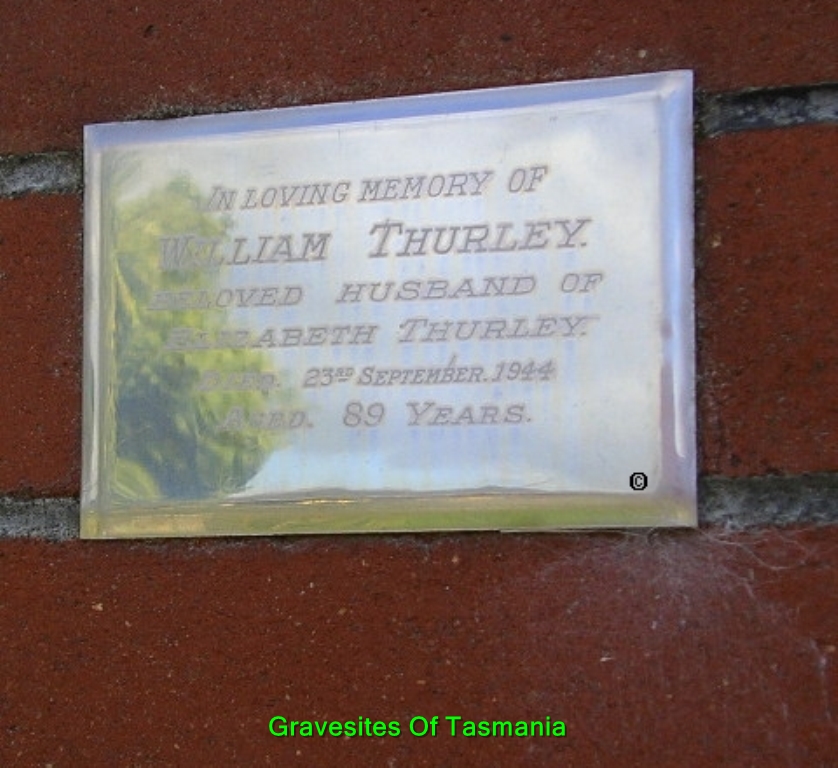 IN LOVING MEMORY OF
WILLIAM THURLEY.
BELOVED HUSBAND OF
ELIZABETH THURLEY.
DIED. 23RD SEPTEMBER. 1944
AGED. 89 YEARS.
©
Gravesites Of Tasmania